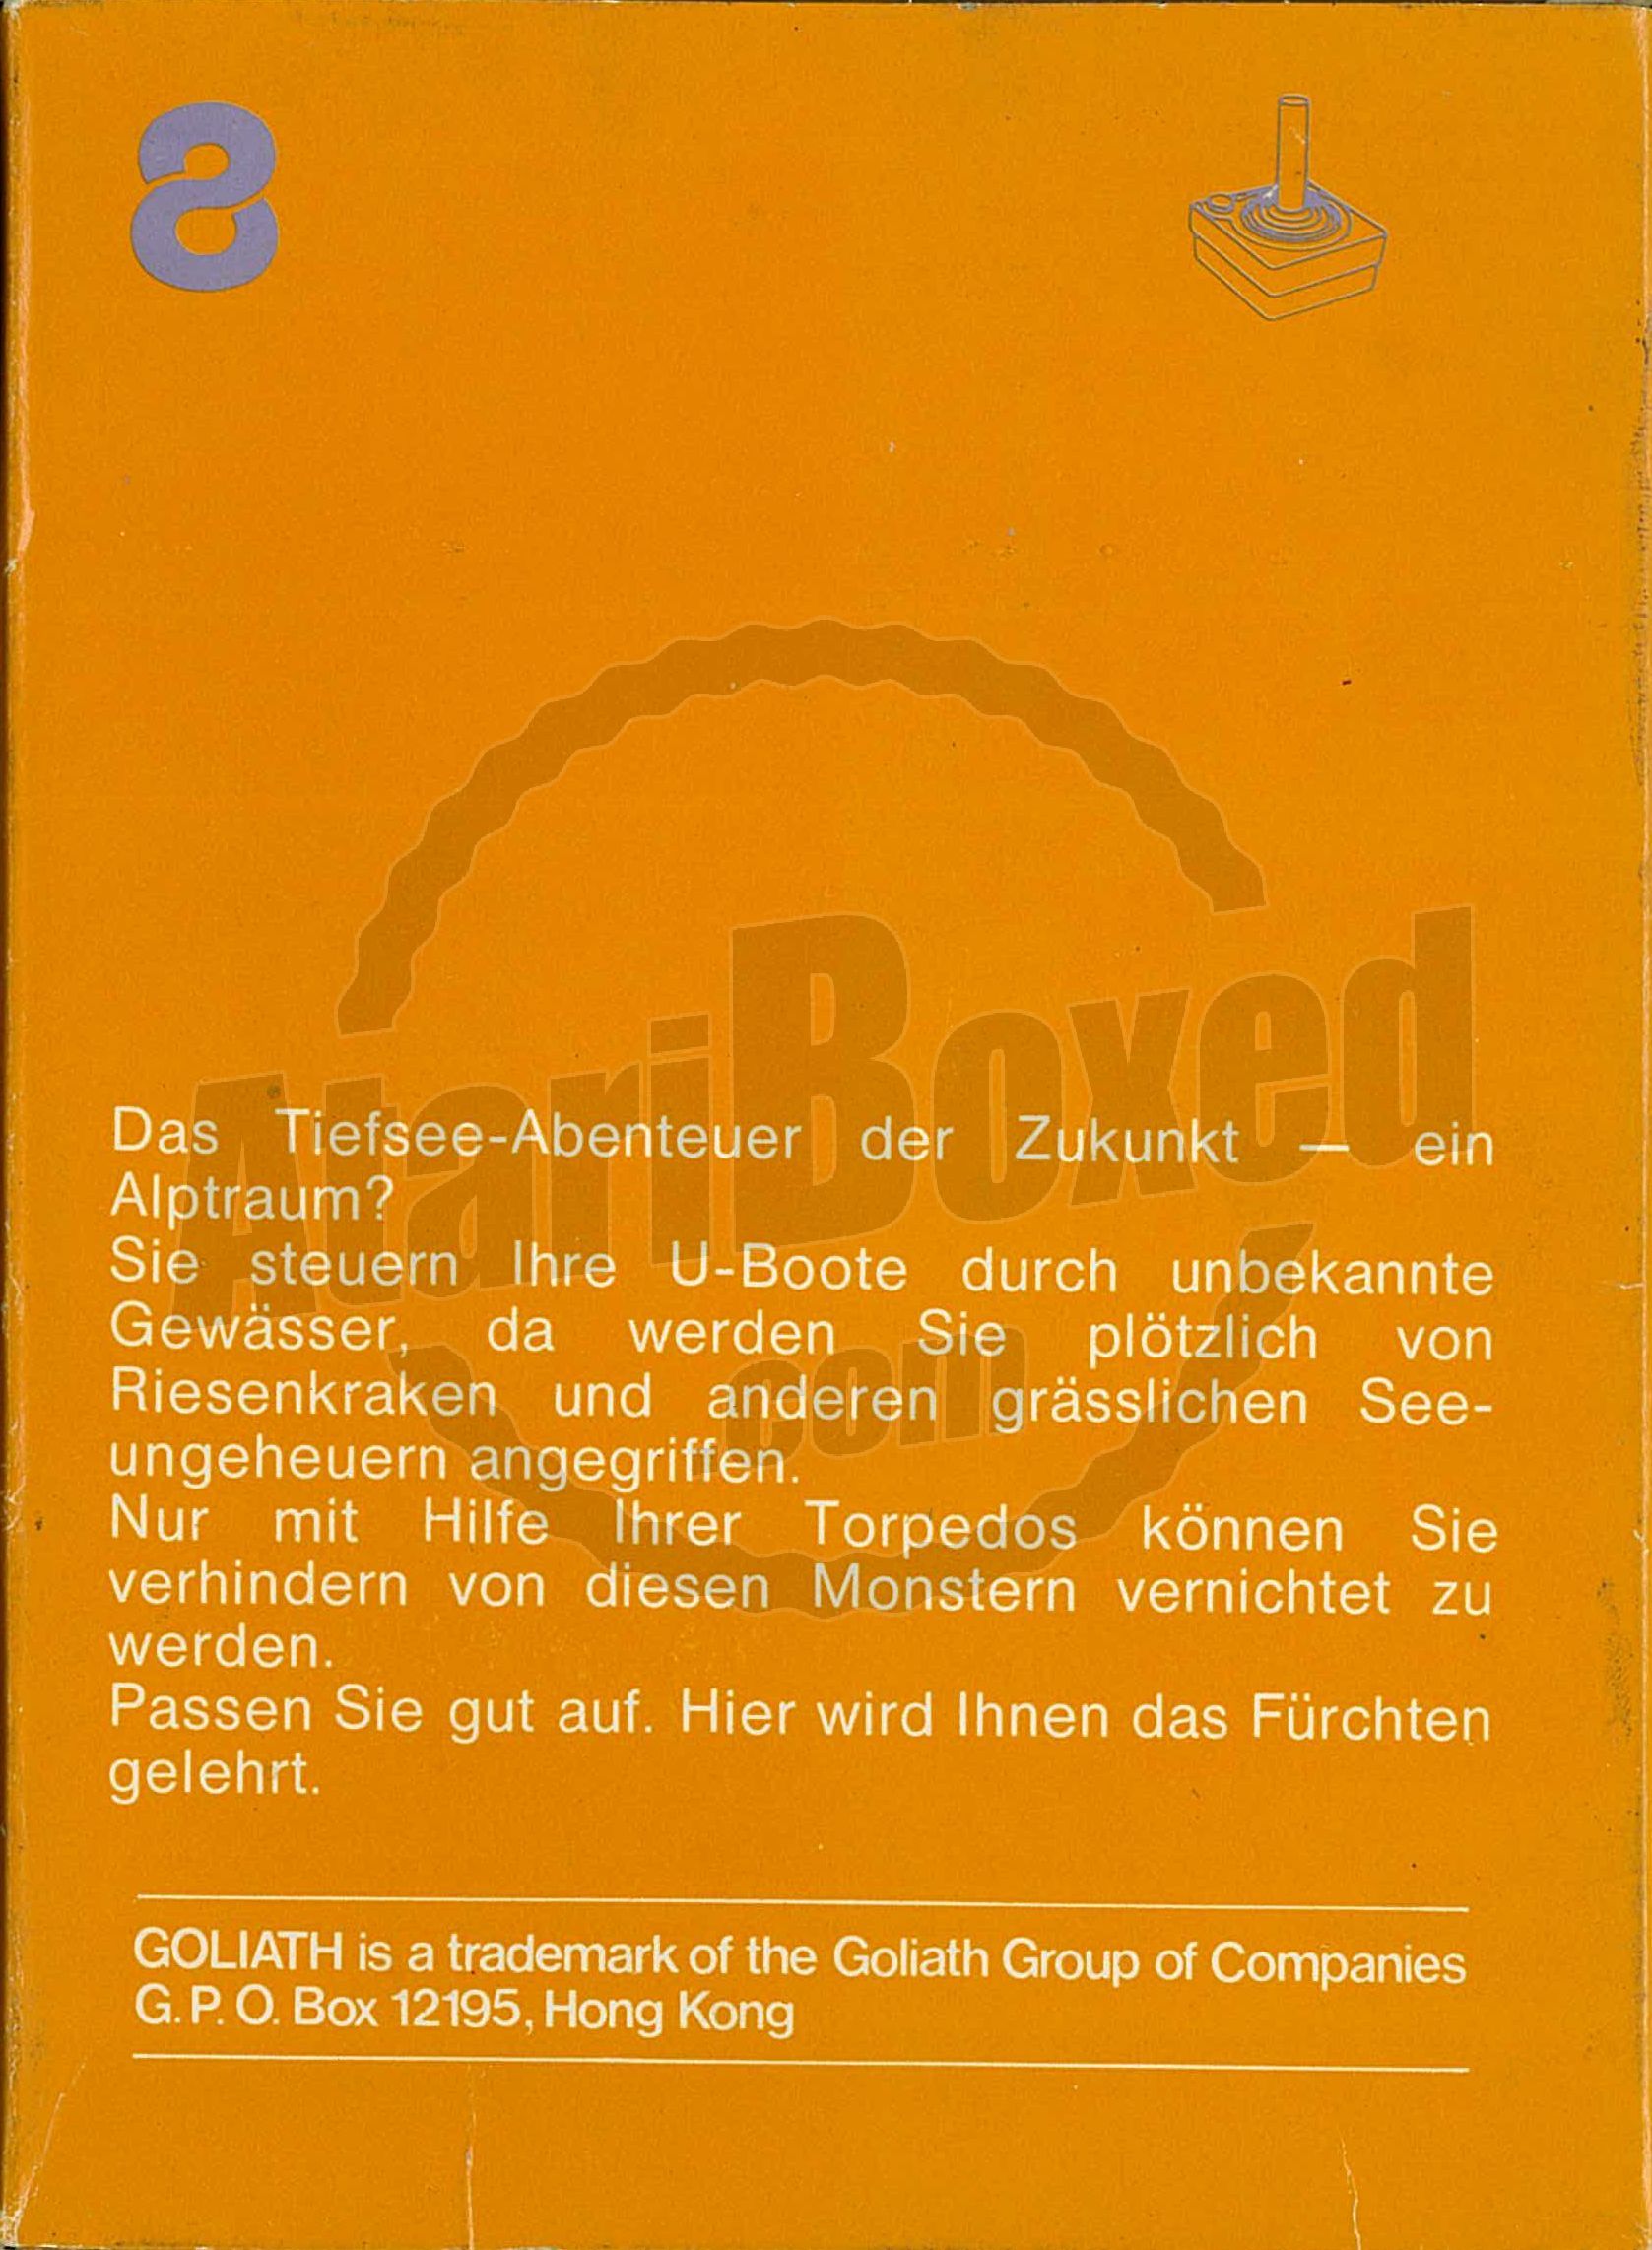 8
Das Tiefsee-Abenteuer der Zukunkt — ein
Alptraum?
Sie steuern Ihre U-Boote durch unbekannte
Gewässer, da werden Sie plötzlich von
Riesenkraken und anderen grässlichen See-
ungeheuern angegriffen.
Nur mit Hilfe Ihrer Torpedos können Sie
verhindern von diesen Monstern vernichtet zu
werden.
Passen Sie gut auf. Hier wird Ihnen das Fürchten
gelehrt.
GOLIATH is a trademark of the Goliath Group of Companies
G.P.O. Box 12195, Hong Kong
AtariBoxed
.com